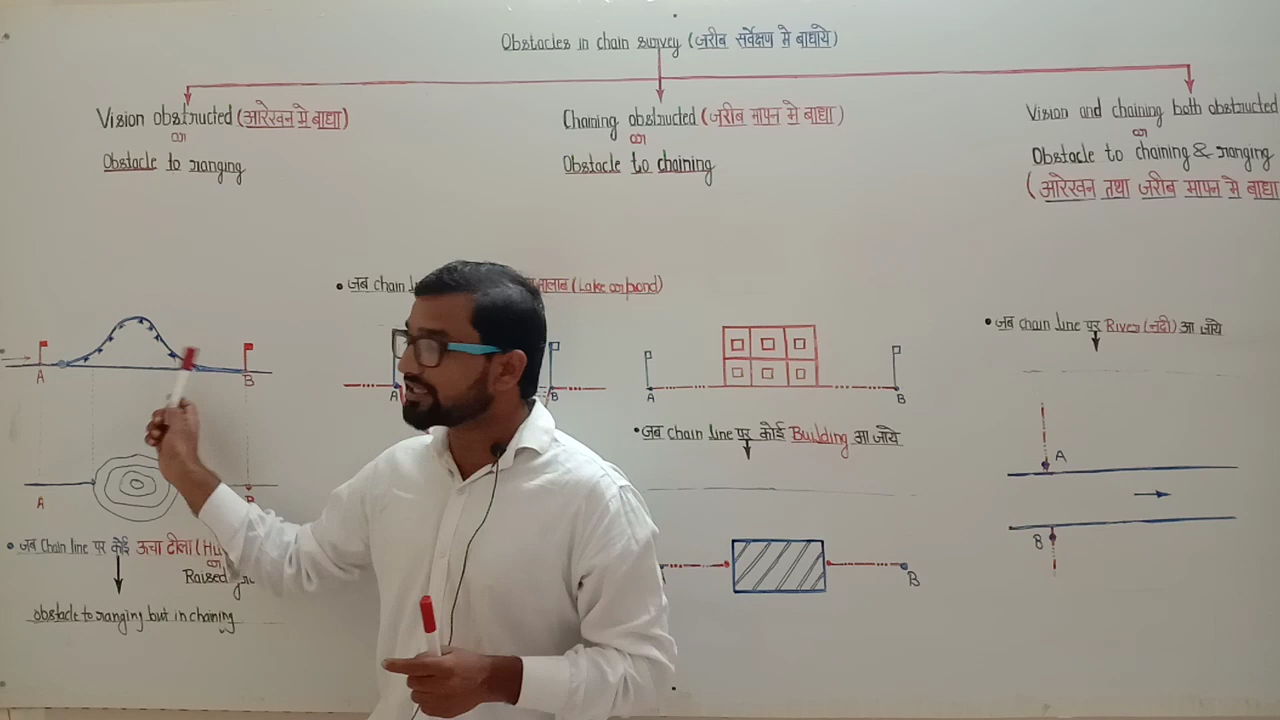 Obstacles in chain survey (जरीब सर्वेक्षण मे बाधाये)
Vision obstructed (आरेखन मे बाधा)
or
Obstacle to ranging
Chaining obstructed (जरीब मापन मे बाधा)
or
Obstacle to chaining
Vision and chaining both obstructed
or
Obstacle to chaining & ranging
(आरेखन तथा जरीब मापन मे बाधा
A
B
A
• जब Chain line पर कोई ऊचा टीला (
or
Raised
obstacle to ranging but in chaining
• जब chain तालाब (Lake or pond)
A
B
A
B
• जब chain line पर कोई Building आ जाये
B
• जब chain line पर River (नदी) आ जाये
A
B